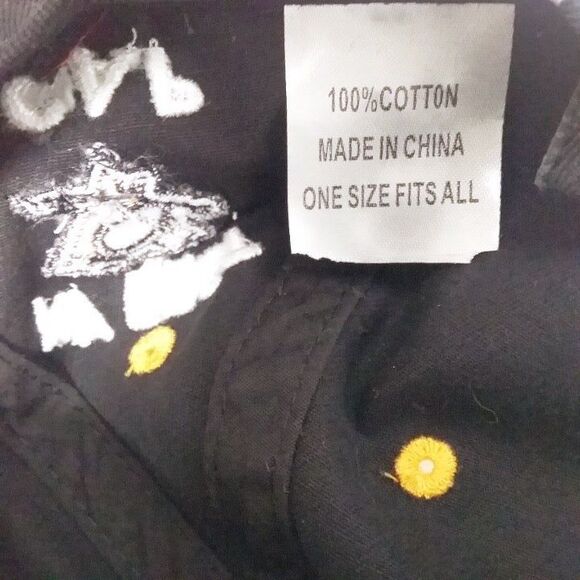 100%COTTON
MADE IN CHINA
ONE SIZE FITS ALL